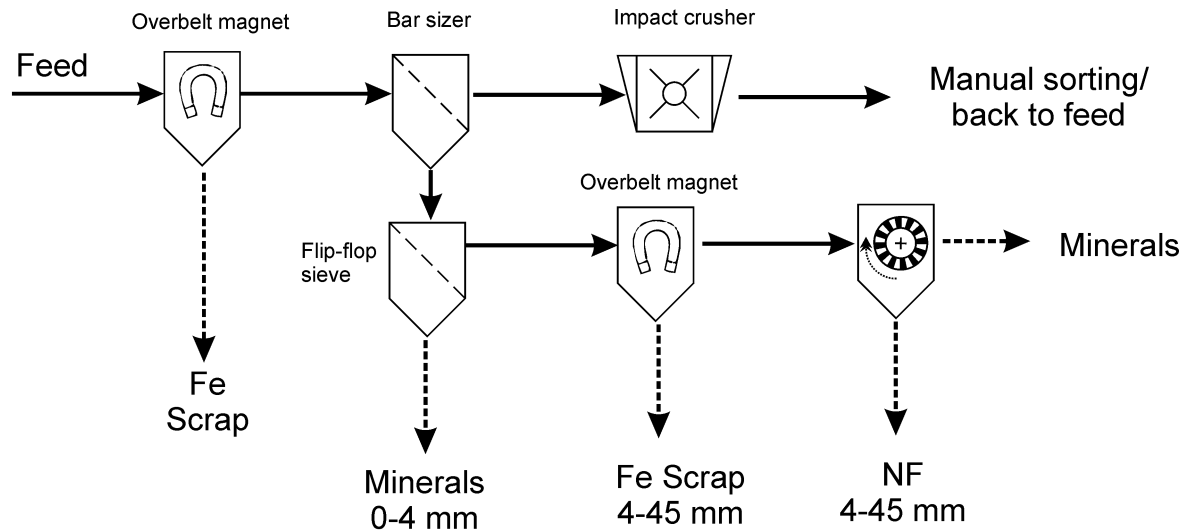 Overbelt magnet
Bar sizer
Impact crusher
Feed
Manual sorting/
back to feed
Overbelt magnet
Flip-flop
sieve
Minerals
Fe
Scrap
Minerals
0-4 mm
Fe Scrap
4-45 mm
NF
4-45 mm